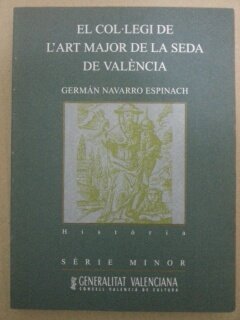 EL COL·LEGI DE
L'ART MAJOR DE LA SEDA
DE VALÈNCIA
GERMÁN NAVARRO ESPINACH
Història
SÈRIE MINOR
GENERALITAT VALENCIANA
CONSELL VALENCIÀ DE CULTURA